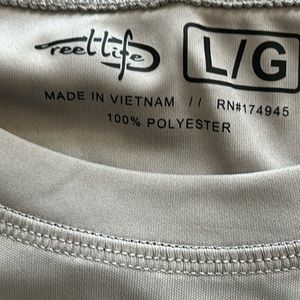 reel life
L/G
MADE IN VIETNAM // RN#174945
100% POLYESTER